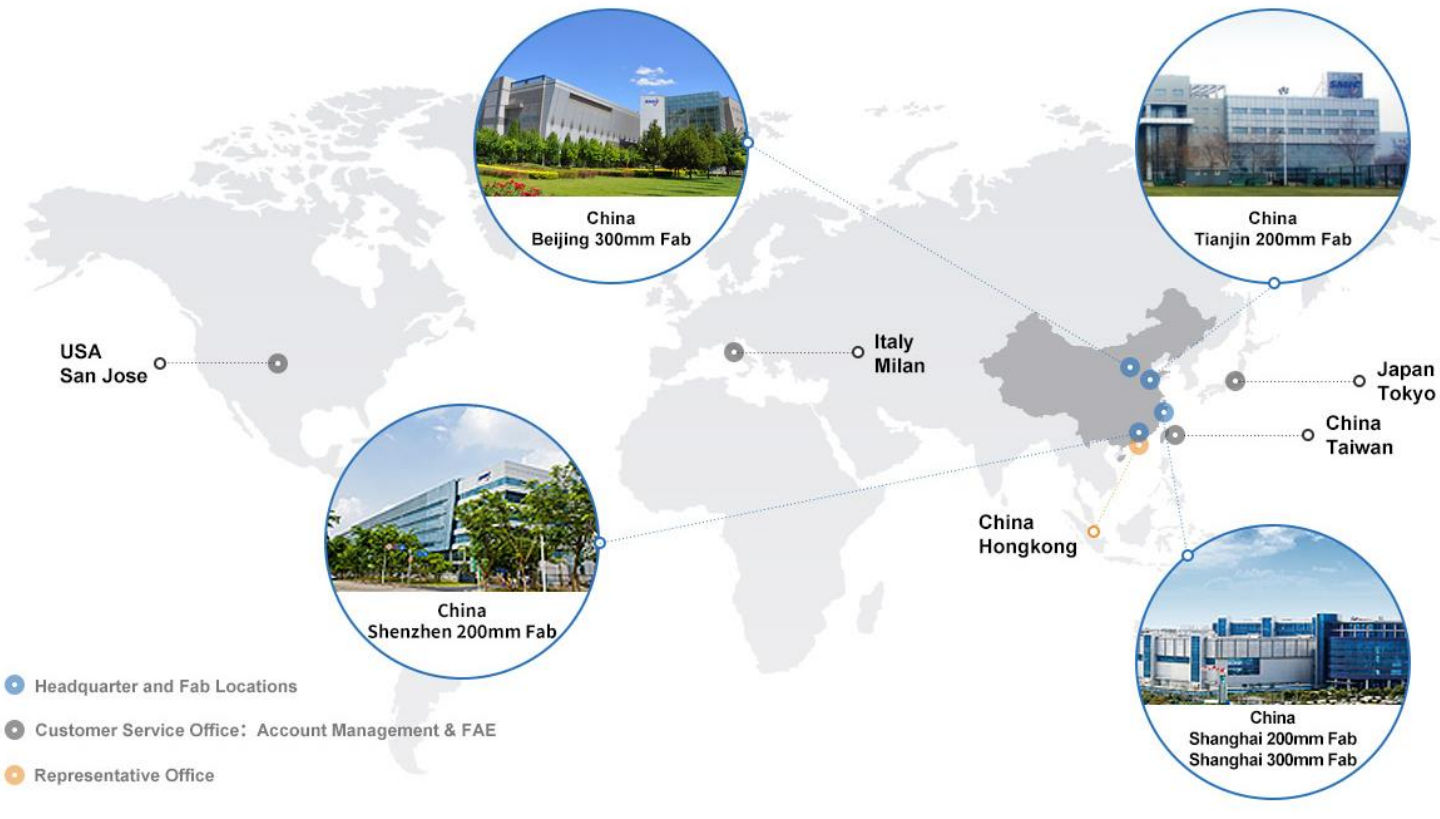 China
Beijing 300mm Fab
China
Tianjin 200mm Fab
USA
San Jose
Italy
Milan
Japan
Tokyo
China
Taiwan
China
Hongkong
China
Shenzhen 200mm Fab
China
Shanghai 200mm Fab
Shanghai 300mm Fab
Headquarter and Fab Locations
Customer Service Office：Account Management & FAE
Representative Office
SMIC